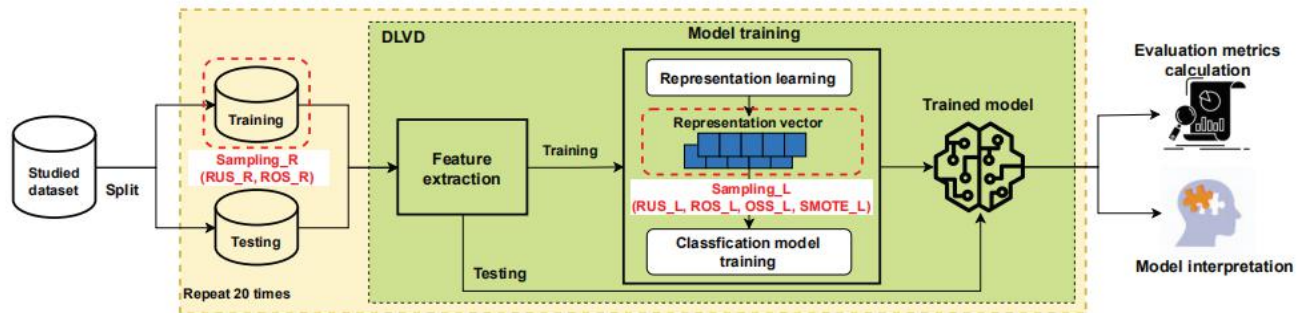 Studied
dataset
Split
Training
Sampling_R
(RUS_R, ROS_R)
Testing
Repeat 20 times
DLVD
Feature
extraction
Training
Testing
Model training
Representation learning
Representation vector
Sampling_L
(RUS_L, ROS_L, OSS_L, SMOTE_L)
Classfication model
training
Trained model
Evaluation metrics
calculation
Model interpretation